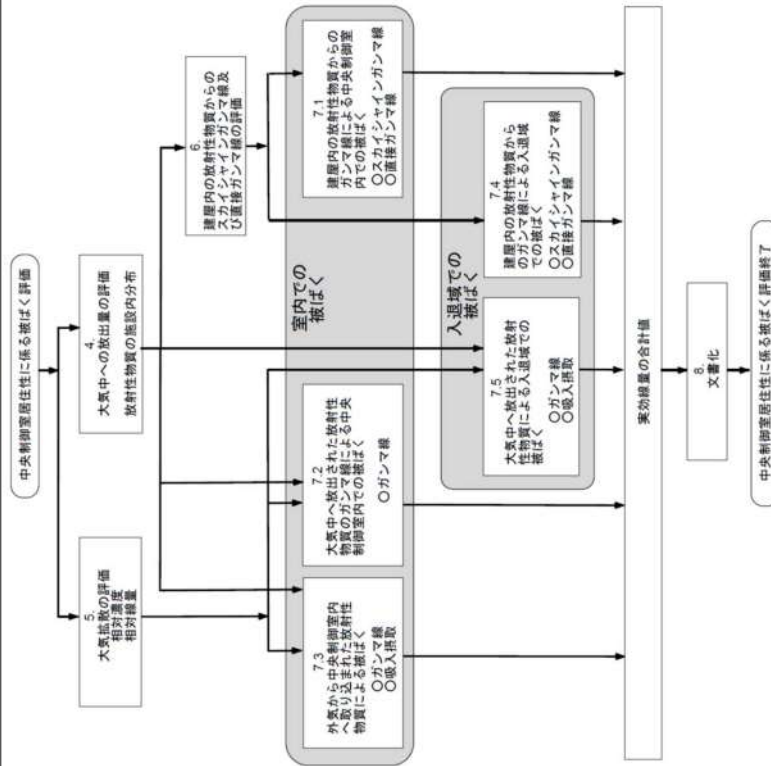 中央制御室居住性に係る被ばく評価
5.
大気拡散の評価
相対濃度
相対線量
4.
大気中への放出量の評価
放射性物質の施設内分布
6.
建屋内の放射性物質からの
スカイシャインガンマ線及
び直接ガンマ線の評価
室内での
被ばく
7.3
外気から中央制御室内
へ取り込まれた放射性
物質による被ばく
○ガンマ線
○吸入摂取
7.2
大気中へ放出された放射性
物質のガンマ線による中央
制御室内での被ばく
○ガンマ線
7.1
建屋内の放射性物質からの
ガンマ線による中央制御室
内での被ばく
○スカイシャインガンマ線
○直接ガンマ線
入退域での
被ばく
7.5
大気中へ放出された放射
性物質による入退域での
被ばく
○ガンマ線
○吸入摂取
7.4
建屋内の放射性物質から
のガンマ線による入退域
での被ばく
○スカイシャインガンマ線
○直接ガンマ線
実効線量の合計値
8.
文書化
中央制御室居住性に係る被ばく評価終了